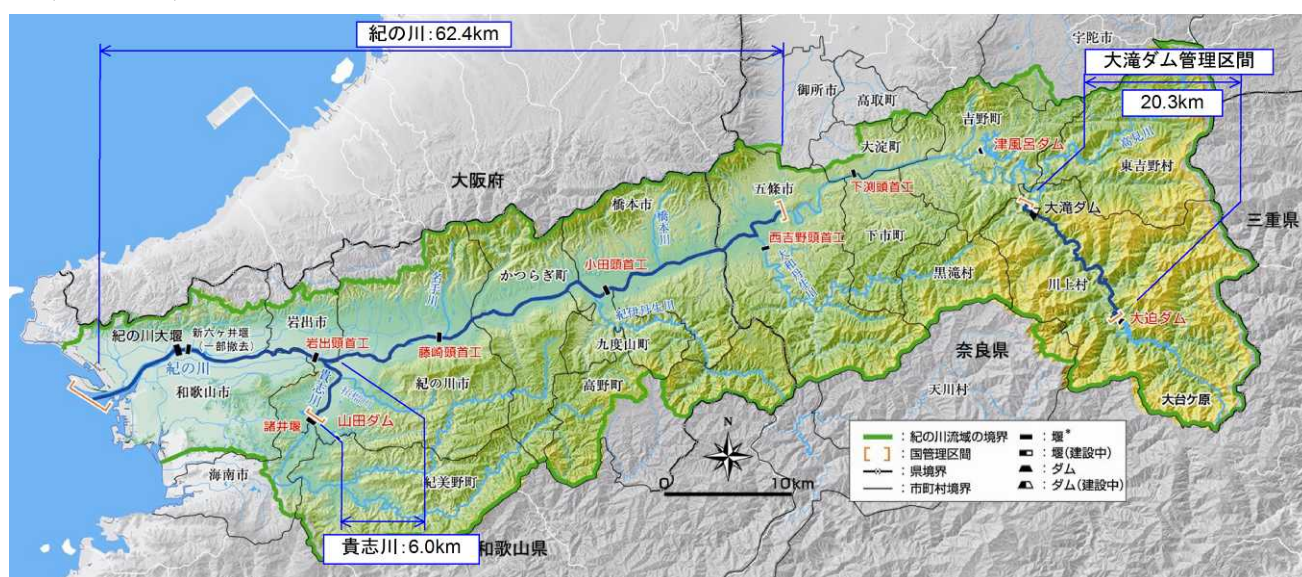 紀の川:62.4km
宇陀市
大滝ダム管理区間
20.3km
御所市
高取町
吉野町
大淀町
津風呂ダム
高見川
東吉野村
大阪府
五條市
下渕頭首工
橋本市
橋本川
大滝ダム
三重県
西吉野頭首工
下市町
小田頭首工
かつらぎ町
黒滝村
川上村
名手川
紀伊丹生川
大迫ダム
岩出市
紀の川大堰
新六ヶ井堰
(一部撤去)
岩出頭首工
藤崎頭首工
九度山町
奈良県
紀の川
紀の川市
高野町
天川村
和歌山市
貴志川
大台ケ原
諸井堰
山田ダム
海南市
紀美野町
N
0 10km
:紀の川流域の境界
:国管理区間
:県境界
:市町村境界
:堰*
:堰(建設中)
:ダム
:ダム(建設中)
貴志川:6.0km
和歌山県